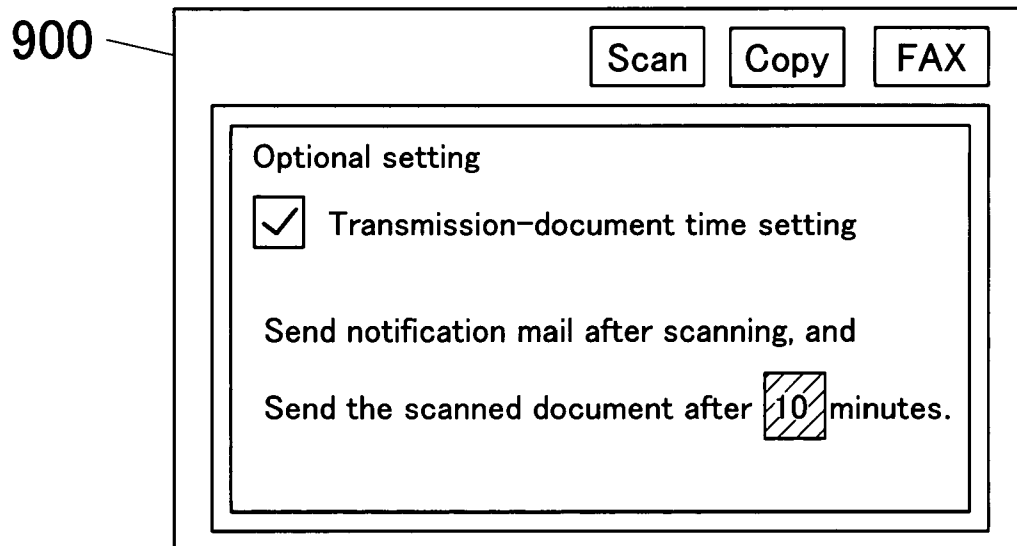 900
Scan Copy FAX
Optional setting
Transmission-document time setting
Send notification mail after scanning, and
Send the scanned document after 10 minutes.